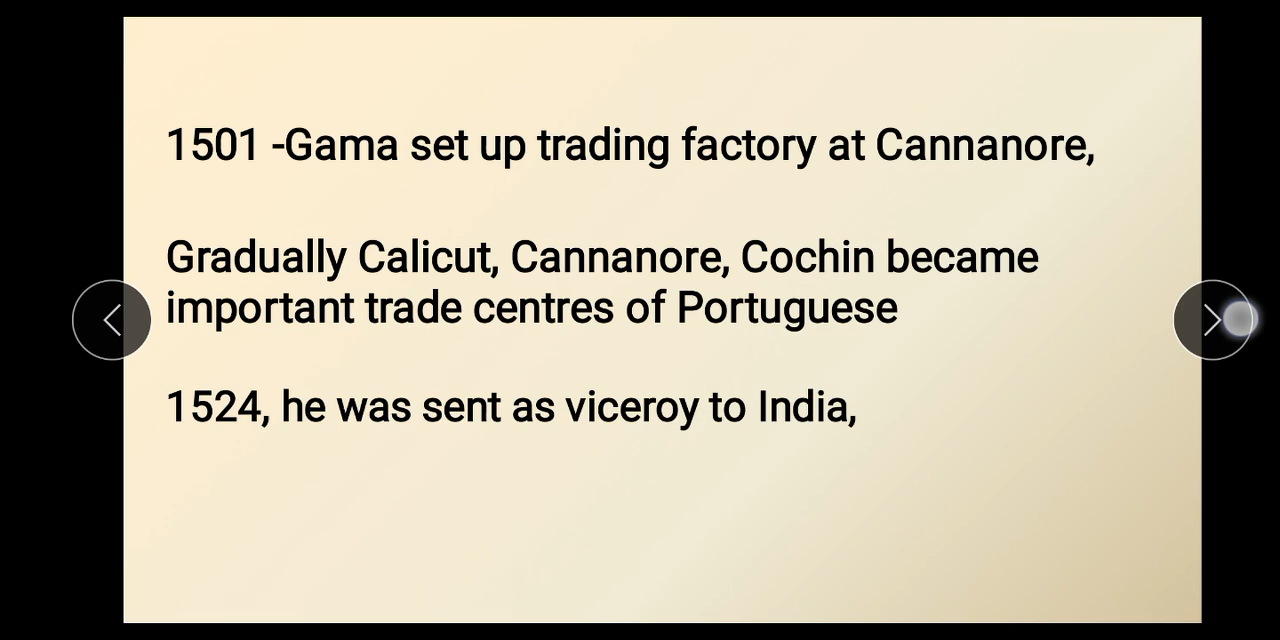 1501 -Gama set up trading factory at Cannanore,
Gradually Calicut, Cannanore, Cochin became
important trade centres of Portuguese
1524, he was sent as viceroy to India,